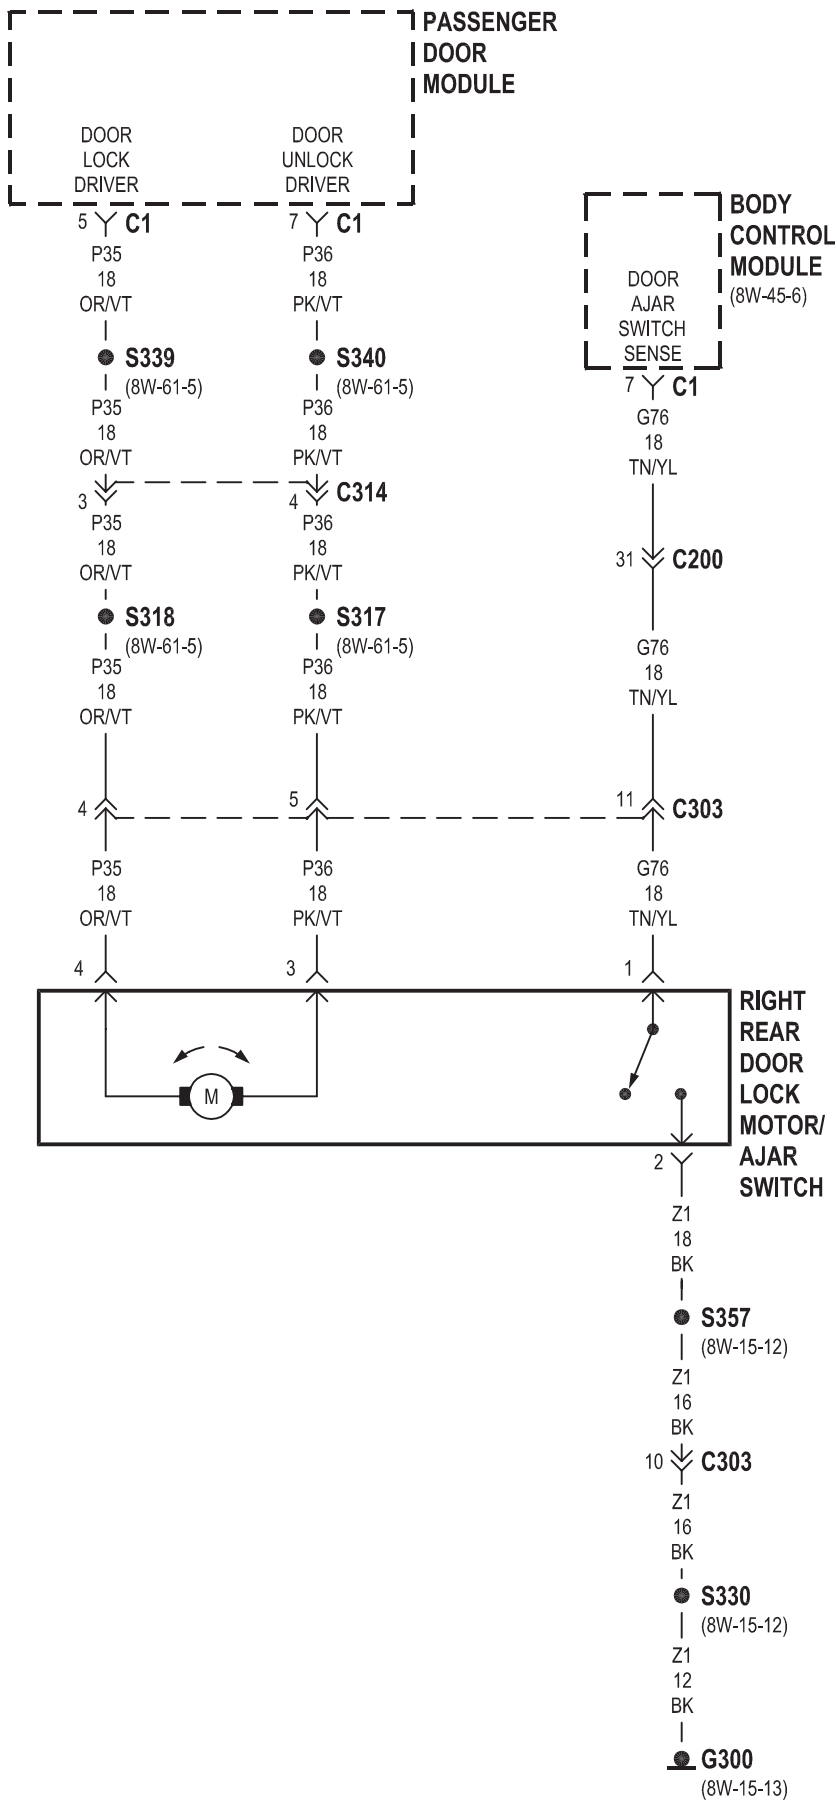 PASSENGER
DOOR
MODULE
DOOR
LOCK
DRIVER
DOOR
UNLOCK
DRIVER
5 C1
7 C1
P35
18
OR/VT
P36
18
PK/VT
BODY
CONTROL
MODULE
(8W-45-6)
DOOR
AJAR
SWITCH
SENSE
7 C1
S339
(8W-61-5)
S340
(8W-61-5)
P35
18
OR/VT
P36
18
PK/VT
G76
18
TN/YL
3
4 C314
P35
18
OR/VT
P36
18
PK/VT
31 C200
S318
(8W-61-5)
S317
(8W-61-5)
P35
18
OR/VT
P36
18
PK/VT
G76
18
TN/YL
4
5
11 C303
P35
18
OR/VT
P36
18
PK/VT
G76
18
TN/YL
4
3
1
RIGHT
REAR
DOOR
LOCK
MOTOR/
AJAR
SWITCH
M
2
Z1
18
BK
S357
(8W-15-12)
Z1
16
BK
10 C303
Z1
16
BK
S330
(8W-15-12)
Z1
12
BK
G300
(8W-15-13)